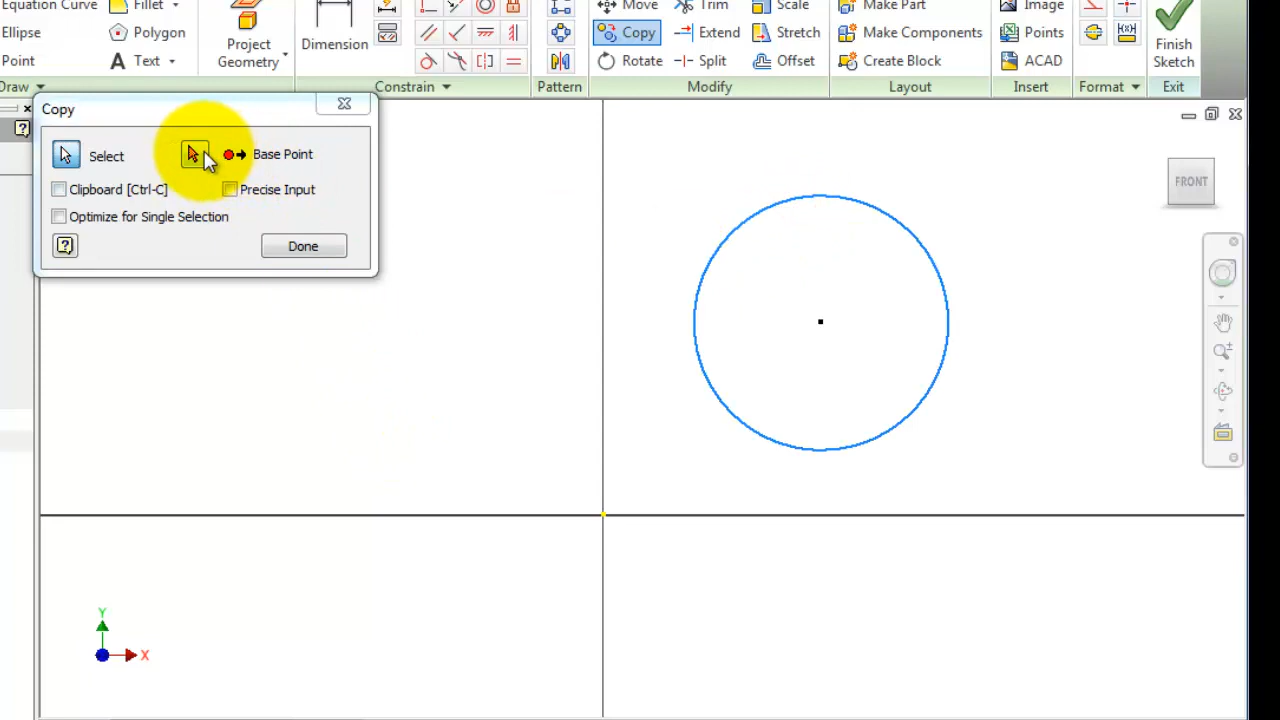 Equation Curve Fillet Move Trim Scale Make Part Image
Ellipse Polygon Project Geometry Dimension Copy Extend Stretch Make Components Points Finish Sketch
Point A Text Rotate Split Offset Create Block ACAD
Draw Constrain Pattern Modify Layout Insert Format Exit
Copy
Select Base Point
Clipboard [Ctrl-C] Precise Input
Optimize for Single Selection
Done
FRONT
Y
X